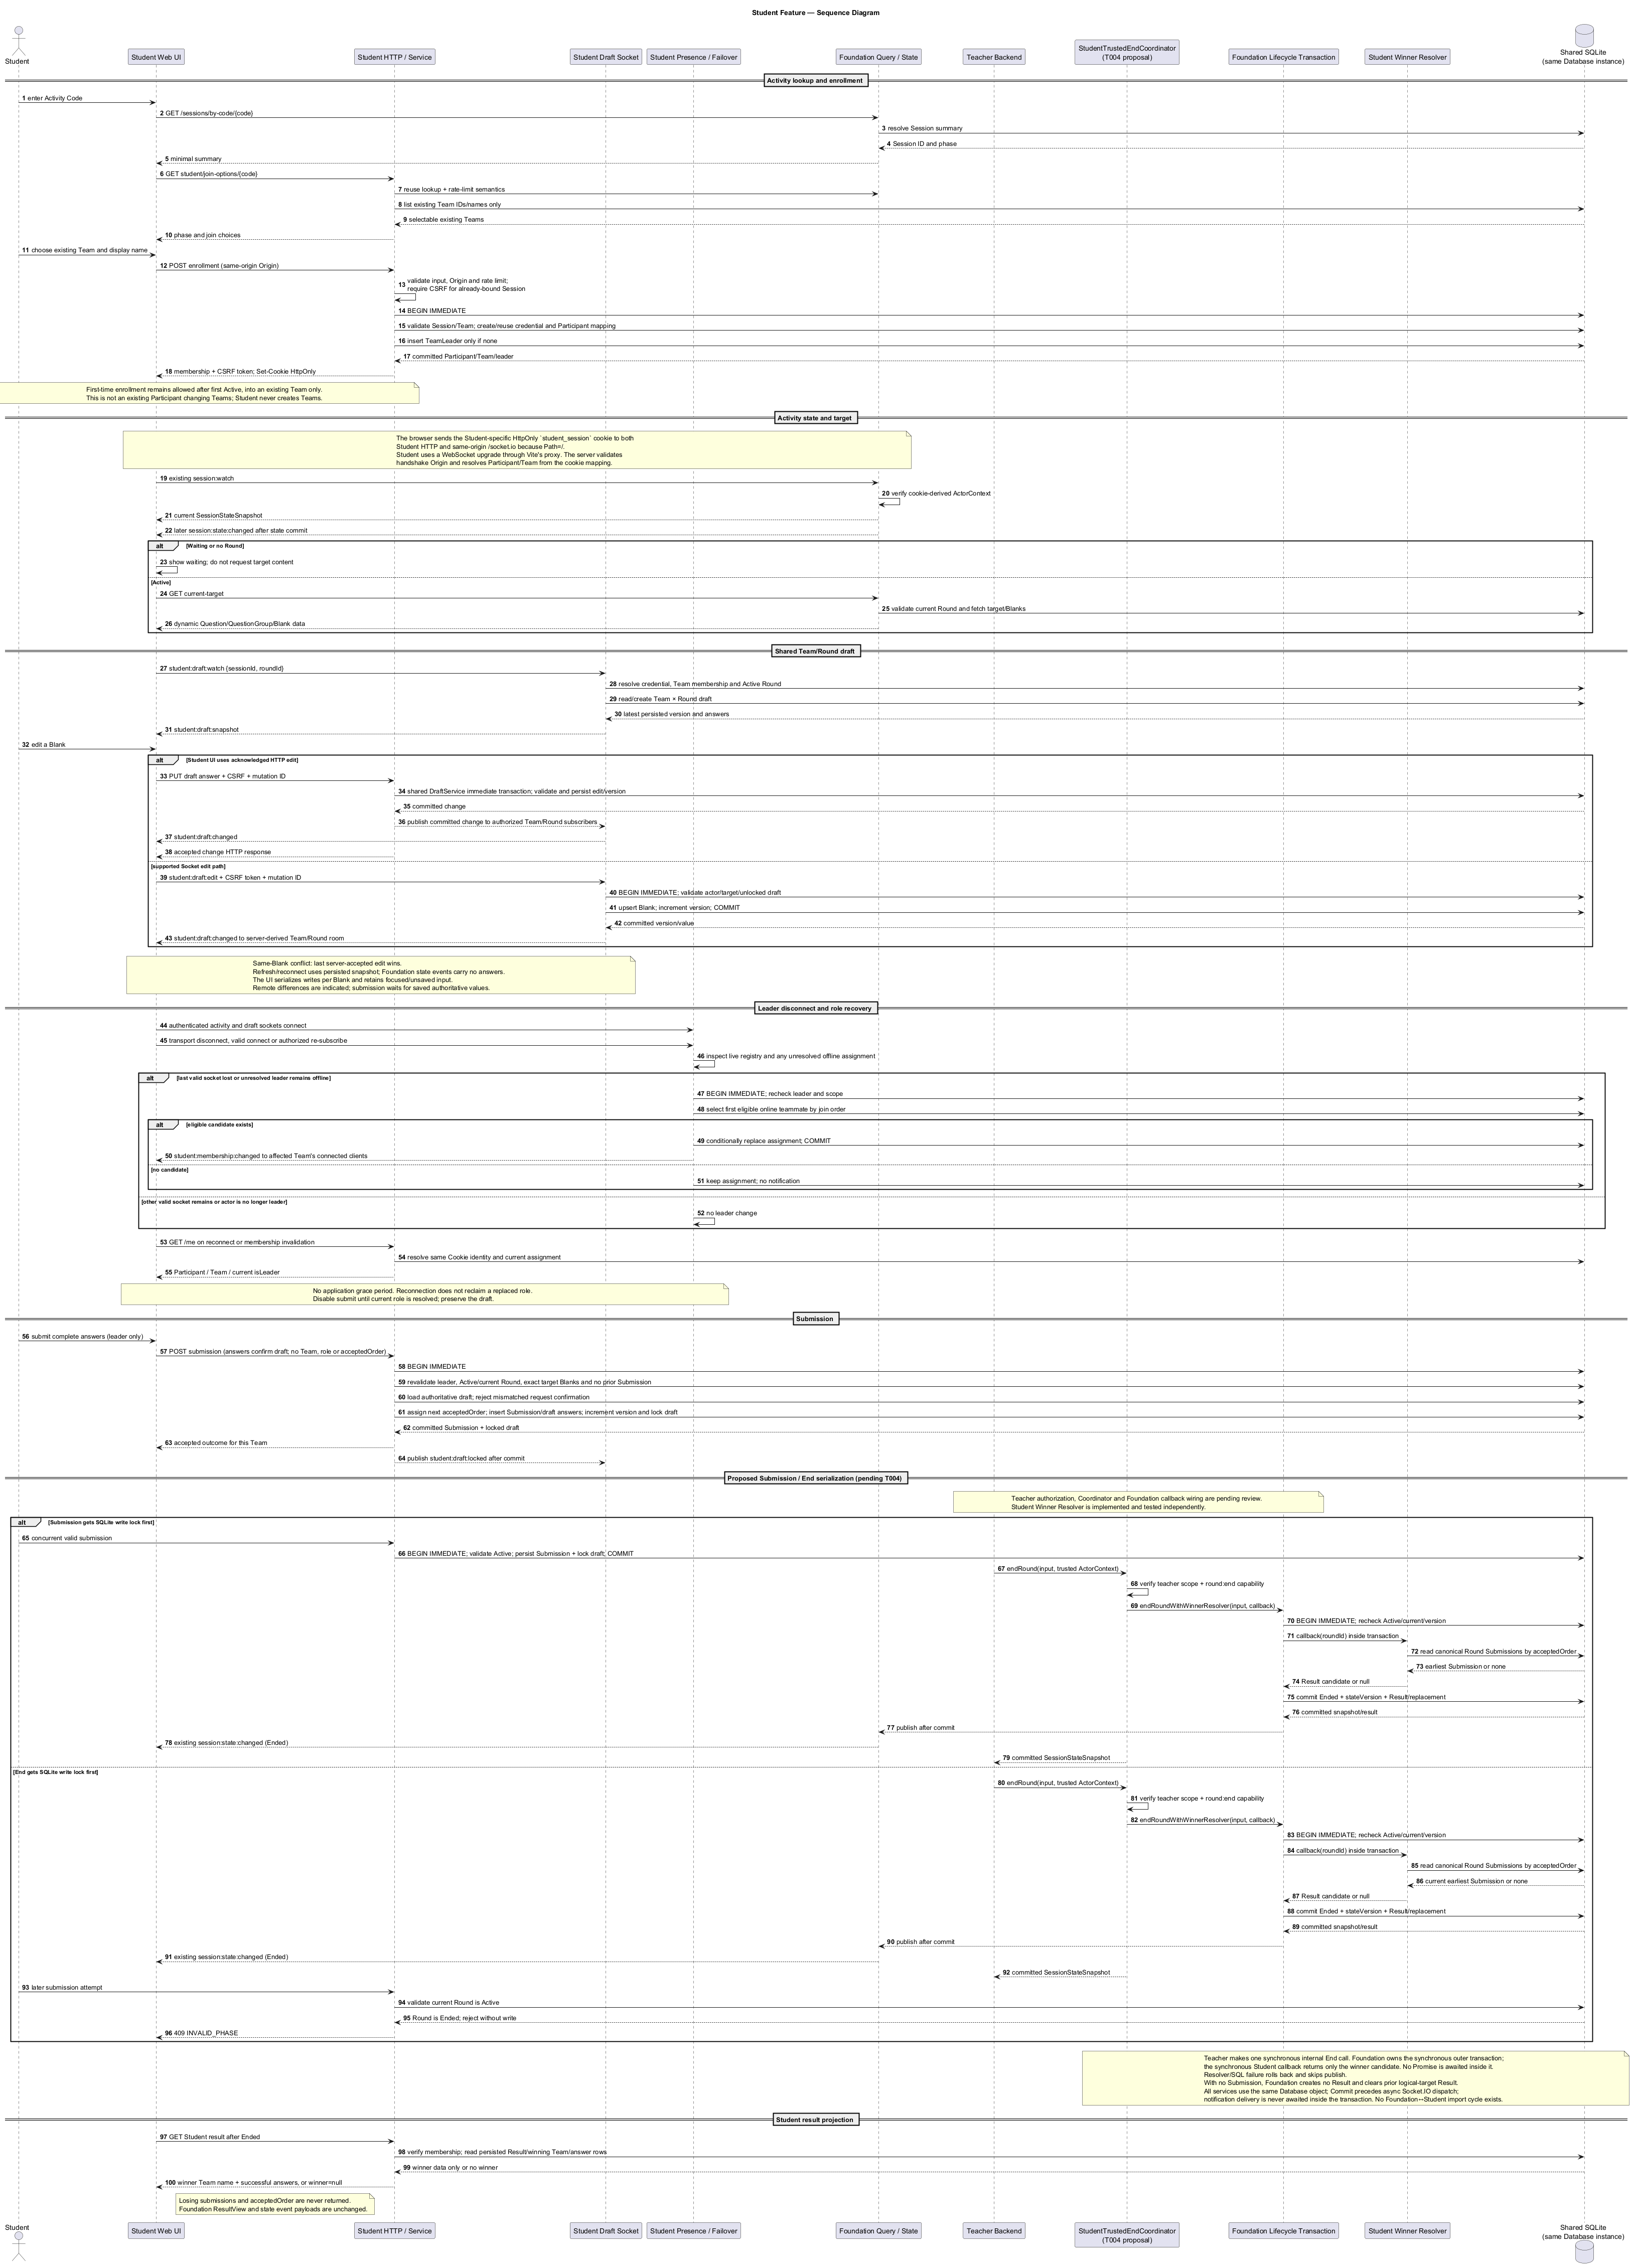 Student Feature — Sequence Diagram
Student
Student Web UI
Student HTTP / Service
Student Draft Socket
Student Presence / Failover
Foundation Query / State
Teacher Backend
StudentTrustedEndCoordinator
(T004 proposal)
Foundation Lifecycle Transaction
Student Winner Resolver
Shared SQLite
(same Database instance)
Activity lookup and enrollment
1 enter Activity Code
2 GET /sessions/by-code/{code}
3 resolve Session summary
4 Session ID and phase
5 minimal summary
6 GET student/join-options/{code}
7 reuse lookup + rate-limit semantics
8 list existing Team IDs/names only
9 selectable existing Teams
10 phase and join choices
11 choose existing Team and display name
12 POST enrollment (same-origin Origin)
13 validate input, Origin and rate limit;
require CSRF for already-bound Session
14 BEGIN IMMEDIATE
15 validate Session/Team; create/reuse credential and Participant mapping
16 insert TeamLeader only if none
17 committed Participant/Team/leader
18 membership + CSRF token; Set-Cookie HttpOnly
First-time enrollment remains allowed after first Active, into an existing Team only.
This is not an existing Participant changing Teams; Student never creates Teams.
Activity state and target
The browser sends the Student-specific HttpOnly `student_session` cookie to both
Student HTTP and same-origin /socket.io because Path=/.
Student uses a WebSocket upgrade through Vite's proxy. The server validates
handshake Origin and resolves Participant/Team from the cookie mapping.
19 existing session:watch
20 verify cookie-derived ActorContext
21 current SessionStateSnapshot
22 later session:state:changed after state commit
alt [Waiting or no Round]
23 show waiting; do not request target content
[Active]
24 GET current-target
25 validate current Round and fetch target/Blanks
26 dynamic Question/QuestionGroup/Blank data
Shared Team/Round draft
27 student:draft:watch {sessionId, roundId}
28 resolve credential, Team membership and Active Round
29 read/create Team × Round draft
30 latest persisted version and answers
31 student:draft:snapshot
32 edit a Blank
alt [Student UI uses acknowledged HTTP edit]
33 PUT draft answer + CSRF + mutation ID
34 shared DraftService immediate transaction; validate and persist edit/version
35 committed change
36 publish committed change to authorized Team/Round subscribers
37 student:draft:changed
38 accepted change HTTP response
[supported Socket edit path]
39 student:draft:edit + CSRF token + mutation ID
40 BEGIN IMMEDIATE; validate actor/target/unlocked draft
41 upsert Blank; increment version; COMMIT
42 committed version/value
43 student:draft:changed to server-derived Team/Round room
Same-Blank conflict: last server-accepted edit wins.
Refresh/reconnect uses persisted snapshot; Foundation state events carry no answers.
The UI serializes writes per Blank and retains focused/unsaved input.
Remote differences are indicated; submission waits for saved authoritative values.
Leader disconnect and role recovery
44 authenticated activity and draft sockets connect
45 transport disconnect, valid connect or authorized re-subscribe
46 inspect live registry and any unresolved offline assignment
alt [last valid socket lost or unresolved leader remains offline]
47 BEGIN IMMEDIATE; recheck leader and scope
48 select first eligible online teammate by join order
alt [eligible candidate exists]
49 conditionally replace assignment; COMMIT
50 student:membership:changed to affected Team's connected clients
[no candidate]
51 keep assignment; no notification
[other valid socket remains or actor is no longer leader]
52 no leader change
53 GET /me on reconnect or membership invalidation
54 resolve same Cookie identity and current assignment
55 Participant / Team / current isLeader
No application grace period. Reconnection does not reclaim a replaced role.
Disable submit until current role is resolved; preserve the draft.
Submission
56 submit complete answers (leader only)
57 POST submission (answers confirm draft; no Team, role or acceptedOrder)
58 BEGIN IMMEDIATE
59 revalidate leader, Active/current Round, exact target Blanks and no prior Submission
60 load authoritative draft; reject mismatched request confirmation
61 assign next acceptedOrder; insert Submission/draft answers; increment version and lock draft
62 committed Submission + locked draft
63 accepted outcome for this Team
64 publish student:draft:locked after commit
Proposed Submission / End serialization (pending T004)
Teacher authorization, Coordinator and Foundation callback wiring are pending review.
Student Winner Resolver is implemented and tested independently.
alt [Submission gets SQLite write lock first]
65 concurrent valid submission
66 BEGIN IMMEDIATE; validate Active; persist Submission + lock draft; COMMIT
67 endRound(input, trusted ActorContext)
68 verify teacher scope + round:end capability
69 endRoundWithWinnerResolver(input, callback)
70 BEGIN IMMEDIATE; recheck Active/current/version
71 callback(roundId) inside transaction
72 read canonical Round Submissions by acceptedOrder
73 earliest Submission or none
74 Result candidate or null
75 commit Ended + stateVersion + Result/replacement
76 committed snapshot/result
77 publish after commit
78 existing session:state:changed (Ended)
79 committed SessionStateSnapshot
[End gets SQLite write lock first]
80 endRound(input, trusted ActorContext)
81 verify teacher scope + round:end capability
82 endRoundWithWinnerResolver(input, callback)
83 BEGIN IMMEDIATE; recheck Active/current/version
84 callback(roundId) inside transaction
85 read canonical Round Submissions by acceptedOrder
86 current earliest Submission or none
87 Result candidate or null
88 commit Ended + stateVersion + Result/replacement
89 committed snapshot/result
90 publish after commit
91 existing session:state:changed (Ended)
92 committed SessionStateSnapshot
93 later submission attempt
94 validate current Round is Active
95 Round is Ended; reject without write
96 409 INVALID_PHASE
Teacher makes one synchronous internal End call. Foundation owns the synchronous outer transaction;
the synchronous Student callback returns only the winner candidate. No Promise is awaited inside it.
Resolver/SQL failure rolls back and skips publish.
With no Submission, Foundation creates no Result and clears prior logical-target Result.
All services use the same Database object; Commit precedes async Socket.IO dispatch;
notification delivery is never awaited inside the transaction. No Foundation↔Student import cycle exists.
Student result projection
97 GET Student result after Ended
98 verify membership; read persisted Result/winning Team/answer rows
99 winner data only or no winner
100 winner Team name + successful answers, or winner=null
Losing submissions and acceptedOrder are never returned.
Foundation ResultView and state event payloads are unchanged.
Student
Student Web UI
Student HTTP / Service
Student Draft Socket
Student Presence / Failover
Foundation Query / State
Teacher Backend
StudentTrustedEndCoordinator
(T004 proposal)
Foundation Lifecycle Transaction
Student Winner Resolver
Shared SQLite
(same Database instance)